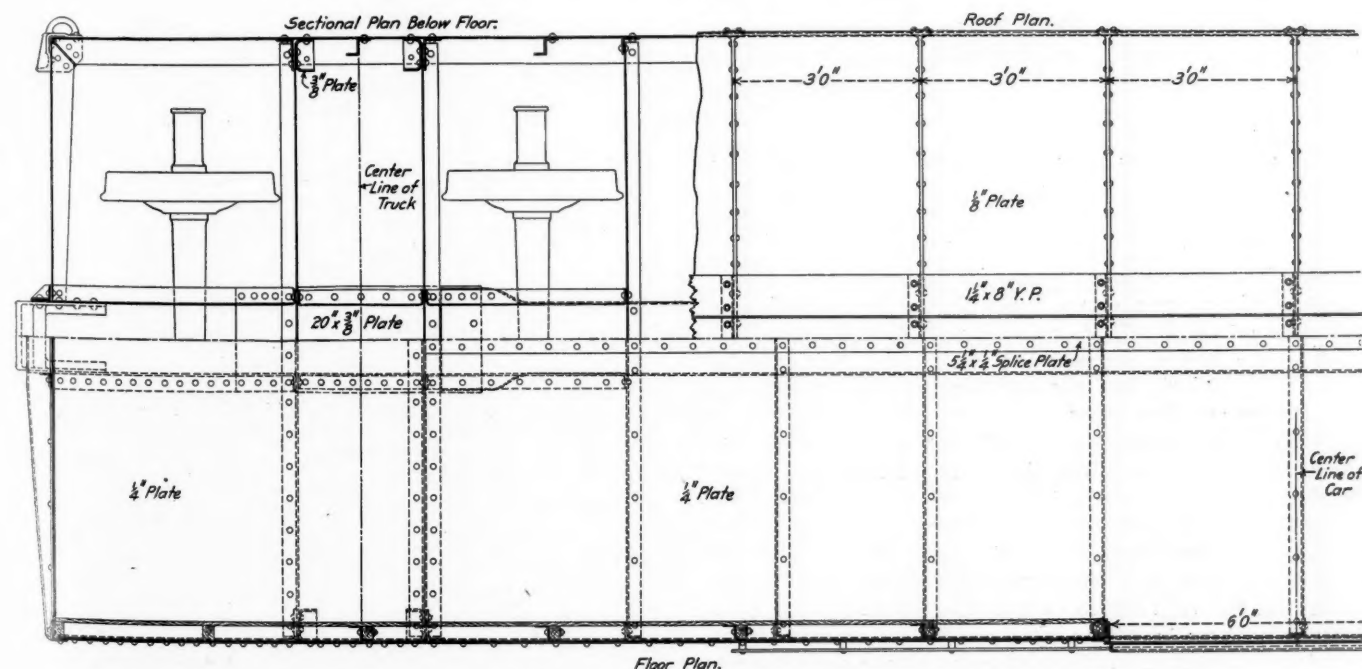 Sectional Plan Below Floor.
Roof Plan.
3/8" Plate
3'0"
3'0"
3'0"
Center
Line of
Truck
1/8" Plate
20" x 3/8" Plate
1 1/4" x 8" Y.P.
5 1/4" x 1/4" Splice Plate
1/4" Plate
1/4" Plate
Center
Line of
Car
6'0"
Floor Plan.